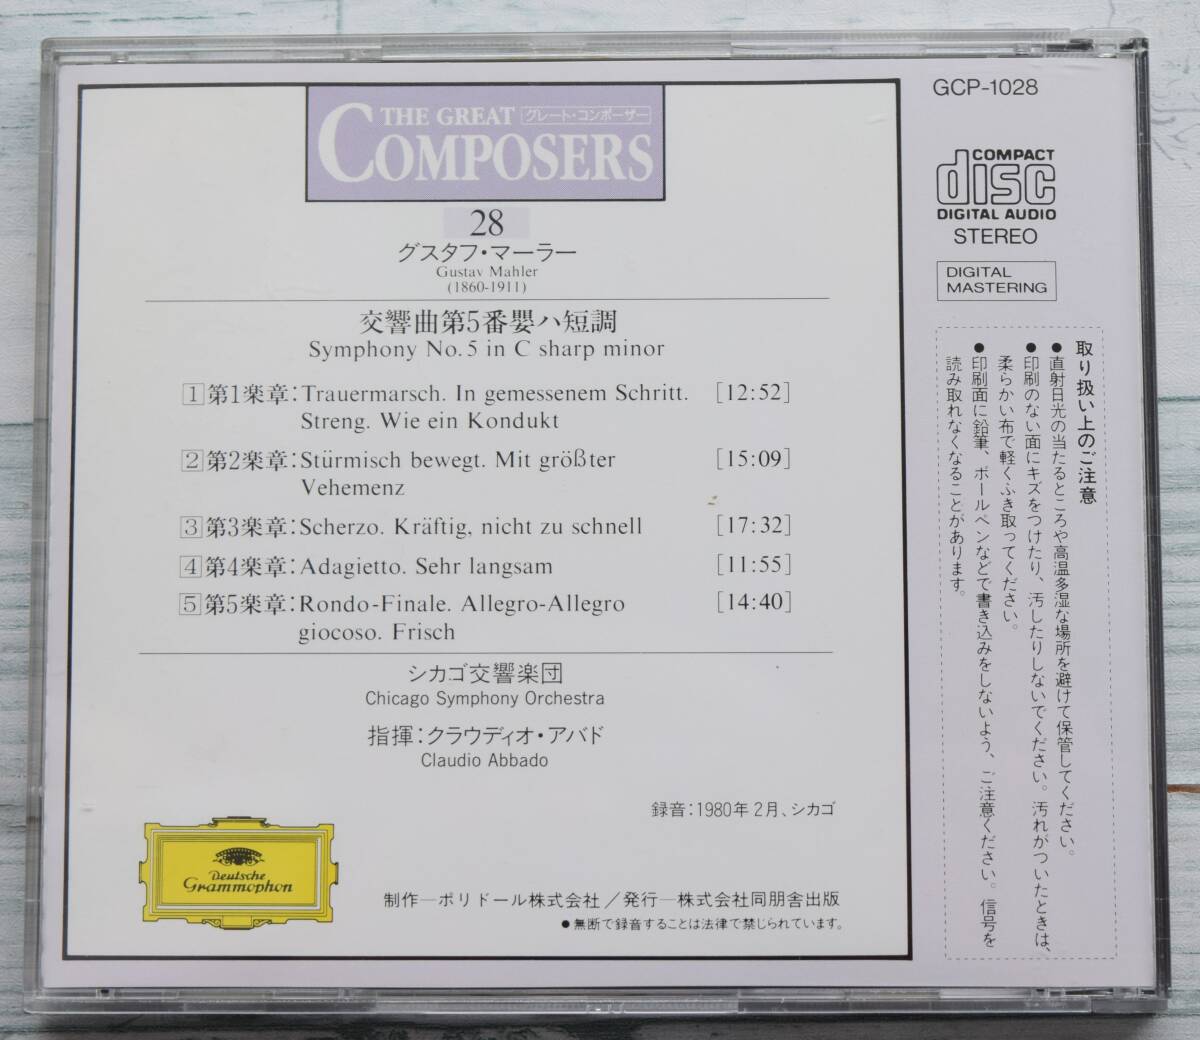 THE GREAT グレート・コンポーザー
COMPOSERS
28
グスタフ・マーラー
Gustav Mahler
(1860-1911)
交響曲第5番嬰ハ短調
Symphony No. 5 in C sharp minor
1 第1楽章: Trauermarsch. In gemessenem Schritt. [12:52]
Streng. Wie ein Kondukt
2 第2楽章: Stürmisch bewegt. Mit größter [15:09]
Vehemenz
3 第3楽章: Scherzo. Kräftig, nicht zu schnell [17:32]
4 第4楽章: Adagietto. Sehr langsam [11:55]
5 第5楽章: Rondo-Finale. Allegro-Allegro [14:40]
giocoso. Frisch
シカゴ交響楽団
Chicago Symphony Orchestra
指揮:クラウディオ・アバド
Claudio Abbado
録音:1980年2月、シカゴ
Deutsche
Grammophon
制作―ポリドール株式会社/発行―株式会社同朋舎出版
●無断で録音することは法律で禁じられています。
GCP-1028
COMPACT
disc
DIGITAL AUDIO
STEREO
DIGITAL
MASTERING
取り扱い上のご注意
●直射日光の当たるところや高温多湿な場所を避けて保管してください。
●印刷のない面にキズをつけたり、汚したりしないでください。汚れがついたときは、
柔らかい布で軽くふき取ってください。
●印刷面に鉛筆、ボールペンなどで書き込みをしないよう、ご注意ください。信号を
読み取れなくなることがあります。